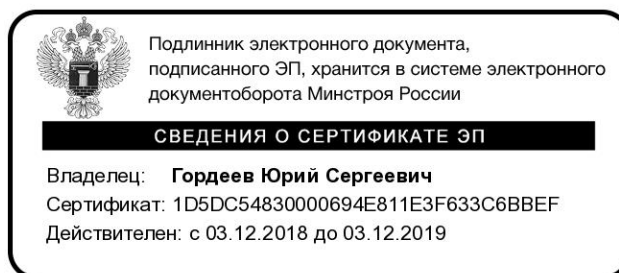 Подлинник электронного документа,
подписанного ЭП, хранится в системе электронного
документоборота Минстроя России
СВЕДЕНИЯ О СЕРТИФИКАТЕ ЭП
Владелец: Гордеев Юрий Сергеевич
Сертификат: 1D5DC54830000694E811E3F633C6BBEF
Действителен: с 03.12.2018 до 03.12.2019